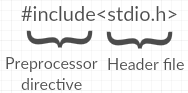 #include<stdio.h>
Preprocessor Header file
directive